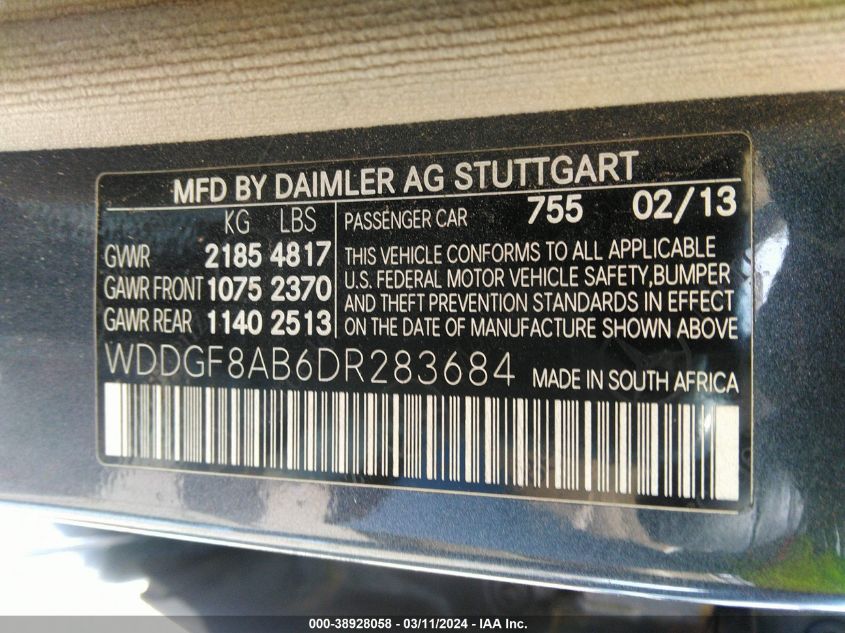 MFD BY DAIMLER AG STUTTGART
KG LBS
GVWR 2185 4817
GAWR FRONT 1075 2370
GAWR REAR 1140 2513
PASSENGER CAR 755 02/13
THIS VEHICLE CONFORMS TO ALL APPLICABLE
U.S. FEDERAL MOTOR VEHICLE SAFETY,BUMPER
AND THEFT PREVENTION STANDARDS IN EFFECT
ON THE DATE OF MANUFACTURE SHOWN ABOVE
WDDGF8AB6DR283684 MADE IN SOUTH AFRICA
000-38928058 - 03/11/2024 - IAA Inc.